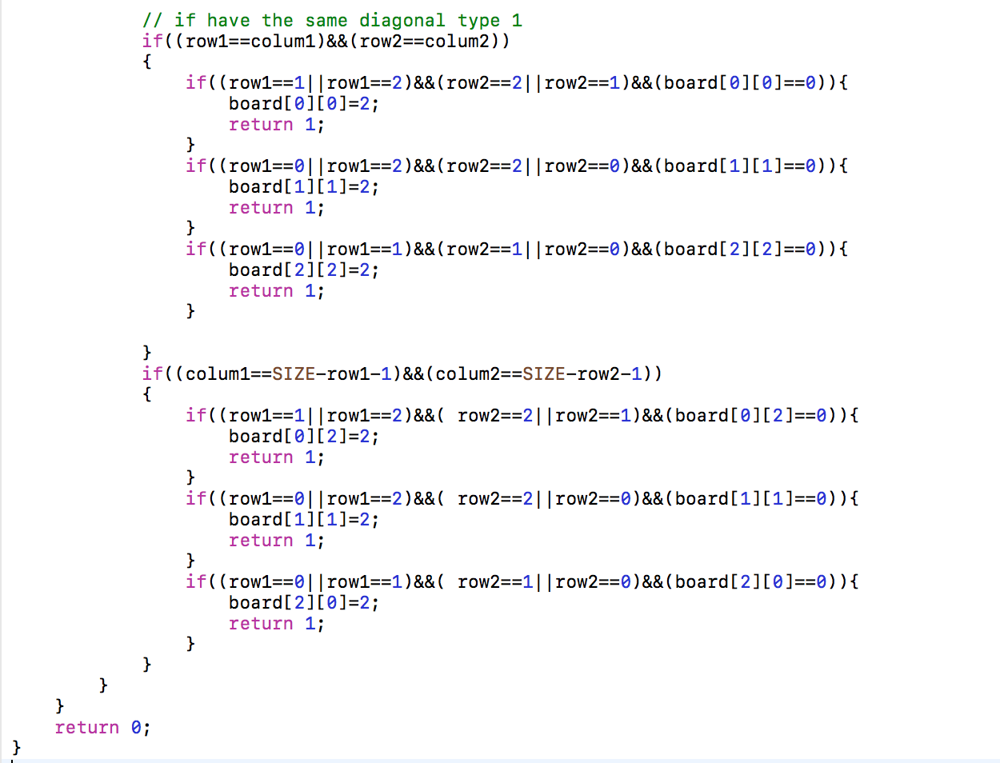 // if have the same diagonal type 1
if((row1==colum1)&&(row2==colum2))
{
if((row1==1||row1==2)&&(row2==2||row2==1)&&(board[0][0]==0)){
board[0][0]=2;
return 1;
}
if((row1==0||row1==2)&&(row2==2||row2==0)&&(board[1][1]==0)){
board[1][1]=2;
return 1;
}
if((row1==0||row1==1)&&(row2==1||row2==0)&&(board[2][2]==0)){
board[2][2]=2;
return 1;
}
}
if((colum1==SIZE-row1-1)&&(colum2==SIZE-row2-1))
{
if((row1==1||row1==2)&&( row2==2||row2==1)&&(board[0][2]==0)){
board[0][2]=2;
return 1;
}
if((row1==0||row1==2)&&( row2==2||row2==0)&&(board[1][1]==0)){
board[1][1]=2;
return 1;
}
if((row1==0||row1==1)&&( row2==1||row2==0)&&(board[2][0]==0)){
board[2][0]=2;
return 1;
}
}
}
}
return 0;
}